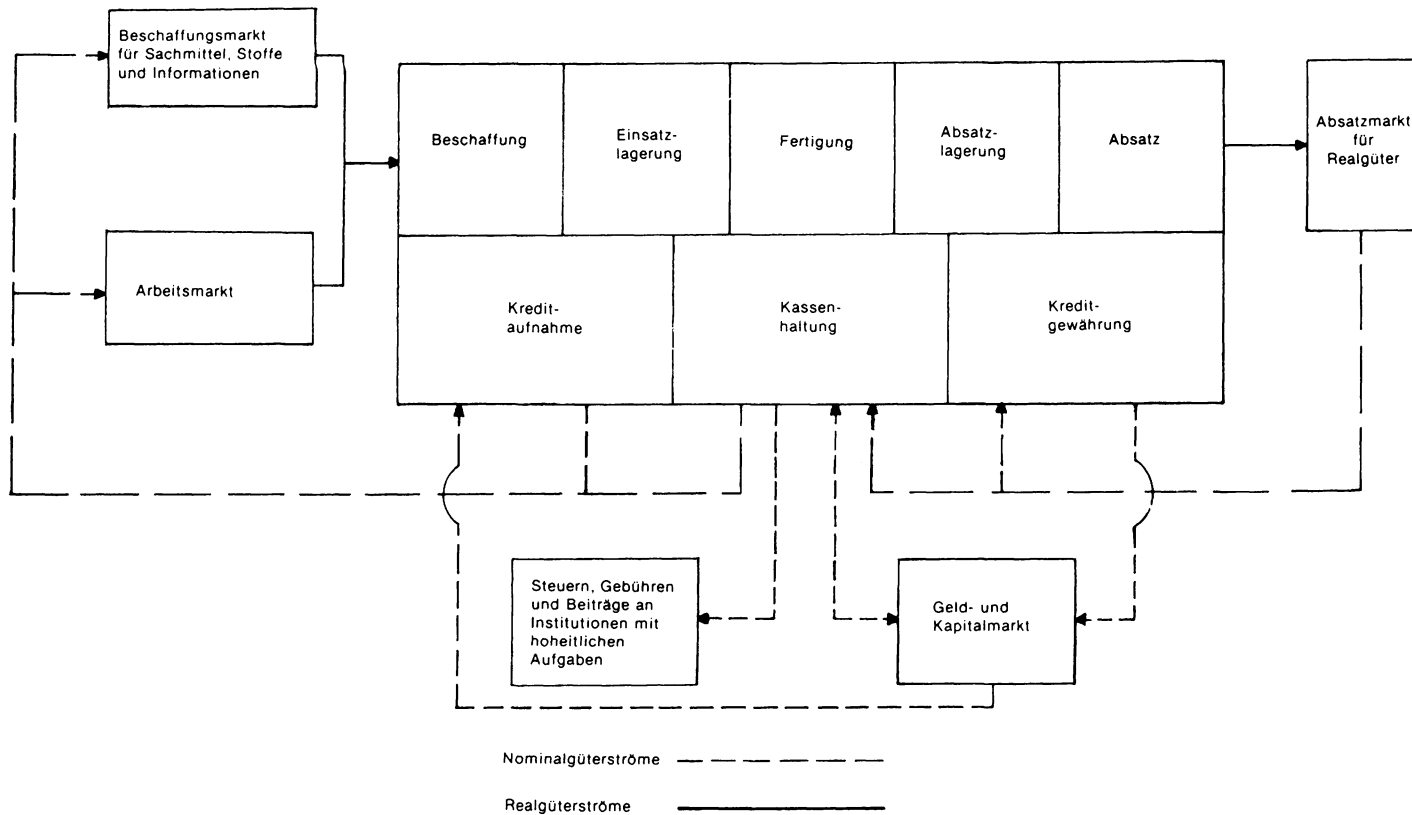 Beschaffungsmarkt
für Sachmittel, Stoffe
und Informationen
Arbeitsmarkt
Beschaffung
Einsatz-
lagerung
Fertigung
Absatz-
lagerung
Absatz
Absatzmarkt
für
Realgüter
Kredit-
aufnahme
Kassen-
haltung
Kredit-
gewährung
Steuern, Gebühren
und Beiträge an
Institutionen mit
hoheitlichen
Aufgaben
Geld- und
Kapitalmarkt
Nominalgüterströme
Realgüterströme